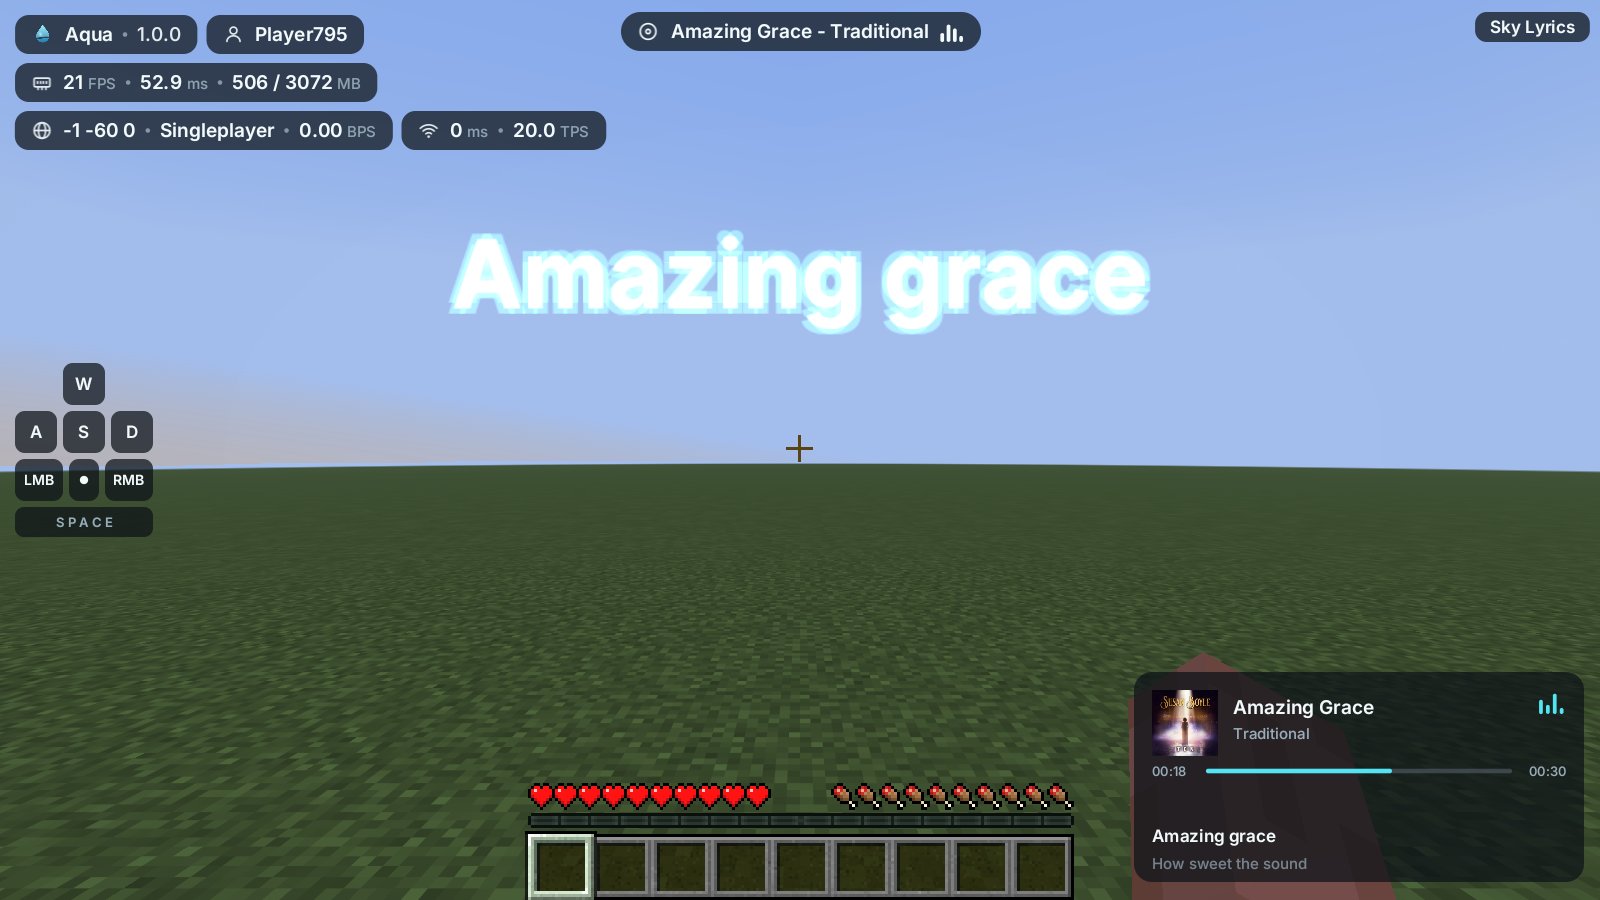 Aqua • 1.0.0
Player795
Amazing Grace - Traditional
Sky Lyrics
21 FPS • 52.9 ms • 506 / 3072 MB
-1 -60 0 • Singleplayer • 0.00 BPS
0 ms • 20.0 TPS
Amazing grace
W
A S D
LMB RMB
SPACE
SUSAN BOYLE
Amazing Grace
Traditional
00:18 00:30
Amazing grace
How sweet the sound